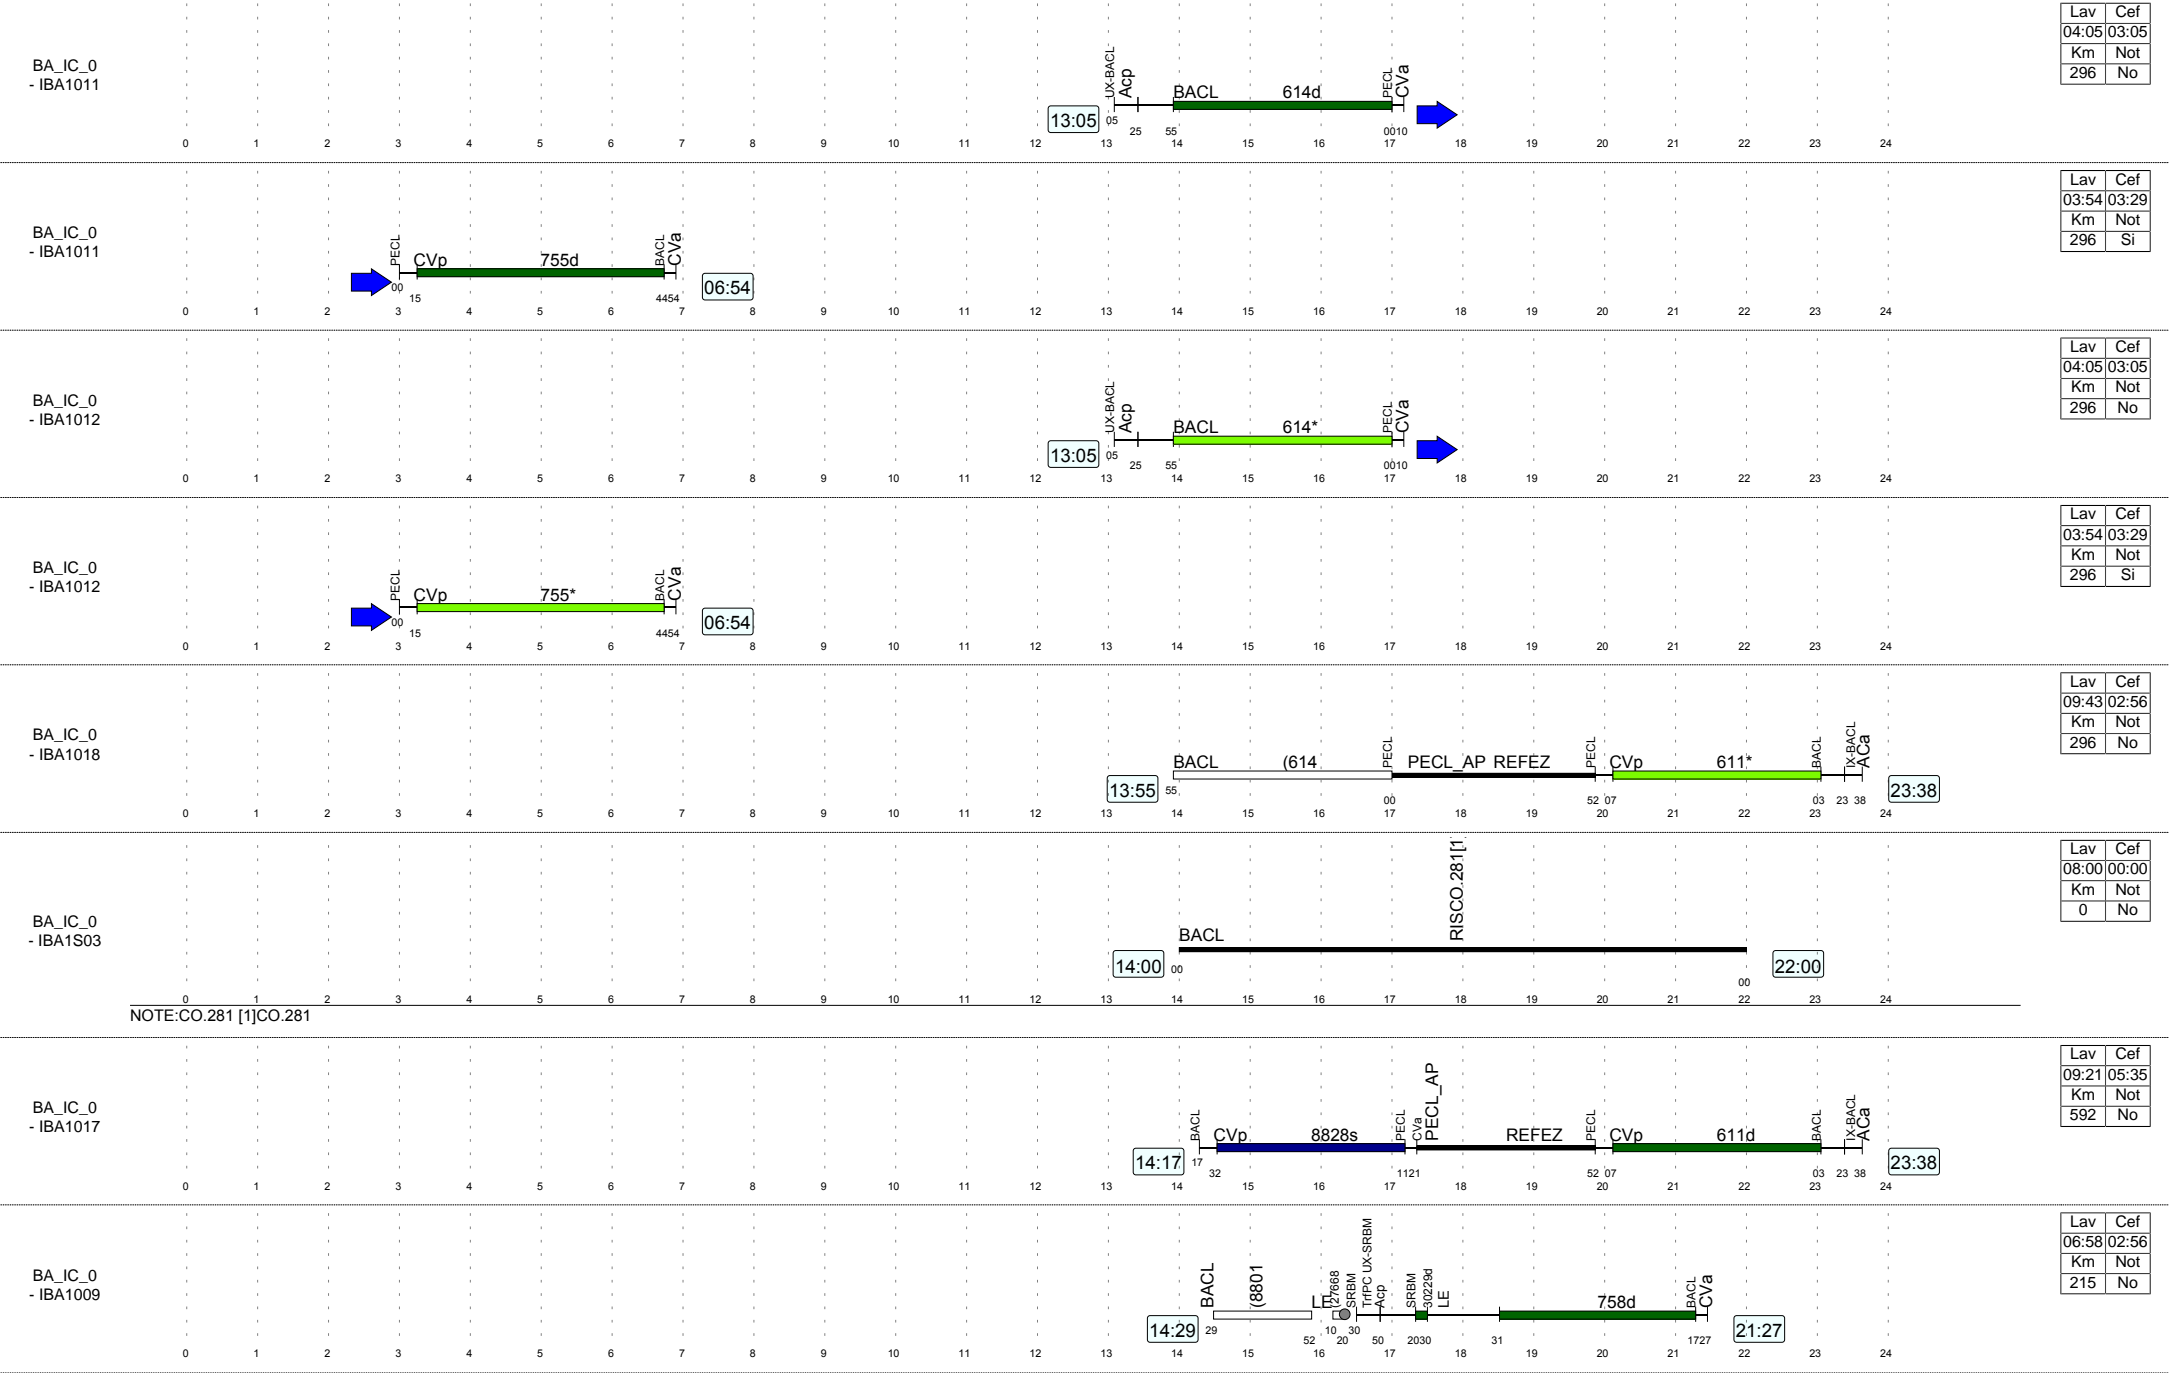 Lav Cef
04:05 03:05
Km Not
296 No
BA_IC_0
- IBA1011
UX-BACL
Acp
BACL 614d
PECL
CVa
13:05
05 25 55 0010
0 1 2 3 4 5 6 7 8 9 10 11 12 13 14 15 16 17 18 19 20 21 22 23 24
Lav Cef
03:54 03:29
Km Not
296 Si
BA_IC_0
- IBA1011
PECL
CVp 755d
BACL
CVa
00 15 4454
06:54
0 1 2 3 4 5 6 7 8 9 10 11 12 13 14 15 16 17 18 19 20 21 22 23 24
Lav Cef
04:05 03:05
Km Not
296 No
BA_IC_0
- IBA1012
UX-BACL
Acp
BACL 614*
PECL
CVa
13:05
05 25 55 0010
0 1 2 3 4 5 6 7 8 9 10 11 12 13 14 15 16 17 18 19 20 21 22 23 24
Lav Cef
03:54 03:29
Km Not
296 Si
BA_IC_0
- IBA1012
PECL
CVp 755*
BACL
CVa
00 15 4454
06:54
0 1 2 3 4 5 6 7 8 9 10 11 12 13 14 15 16 17 18 19 20 21 22 23 24
Lav Cef
09:43 02:56
Km Not
296 No
BA_IC_0
- IBA1018
BACL (614
PECL
PECL_AP REFEZ
PECL
CVp 611*
BACL
IX-BACL
ACa
13:55
55 00 52 07 03 23 38
23:38
0 1 2 3 4 5 6 7 8 9 10 11 12 13 14 15 16 17 18 19 20 21 22 23 24
Lav Cef
08:00 00:00
Km Not
0 No
BA_IC_0
- IBA1S03
BACL
RISCO.281[1]
14:00
00 00
22:00
0 1 2 3 4 5 6 7 8 9 10 11 12 13 14 15 16 17 18 19 20 21 22 23 24
NOTE:CO.281 [1]CO.281
Lav Cef
09:21 05:35
Km Not
592 No
BA_IC_0
- IBA1017
BACL
CVp 8828s
PECL
CVa
PECL_AP
REFEZ
PECL
CVp 611d
BACL
IX-BACL
ACa
14:17
17 32 1121 52 07 03 23 38
23:38
0 1 2 3 4 5 6 7 8 9 10 11 12 13 14 15 16 17 18 19 20 21 22 23 24
Lav Cef
06:58 02:56
Km Not
215 No
BA_IC_0
- IBA1009
BACL
(8801
LE
(27668
SRBM
TrfPC UX-SRBM
Acp
SRBM
30229d
LE
758d
BACL
CVa
14:29
29 52 10 20 30 50 2030 31 1727
21:27
0 1 2 3 4 5 6 7 8 9 10 11 12 13 14 15 16 17 18 19 20 21 22 23 24